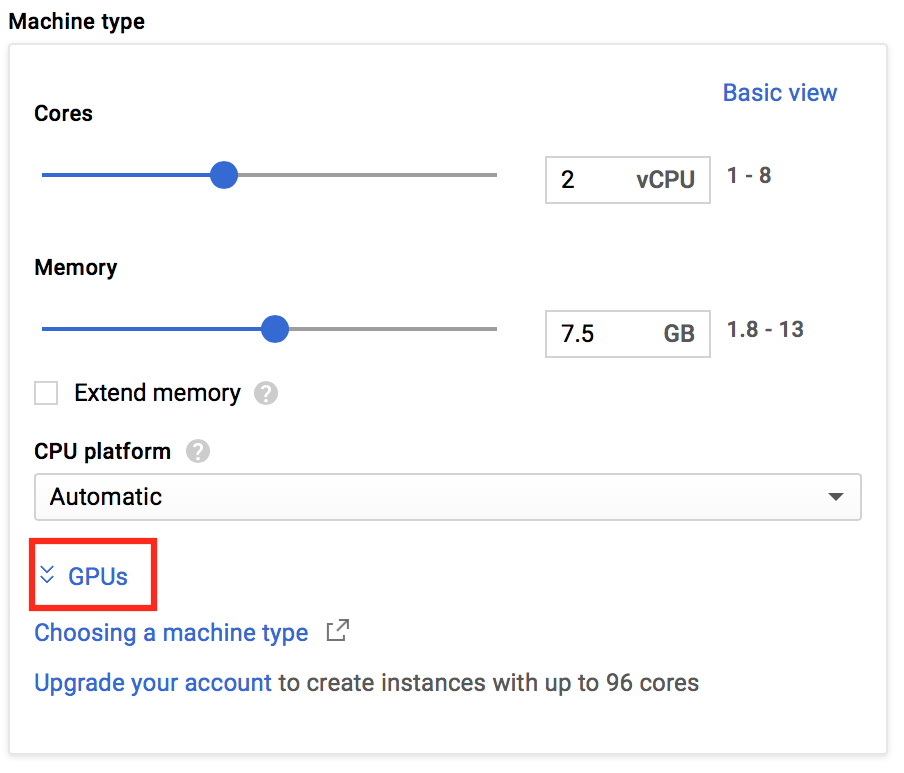 Machine type
Basic view
Cores
2 vCPU 1 - 8
Memory
7.5 GB 1.8 - 13
Extend memory ?
CPU platform ?
Automatic
GPUs
Choosing a machine type
Upgrade your account to create instances with up to 96 cores